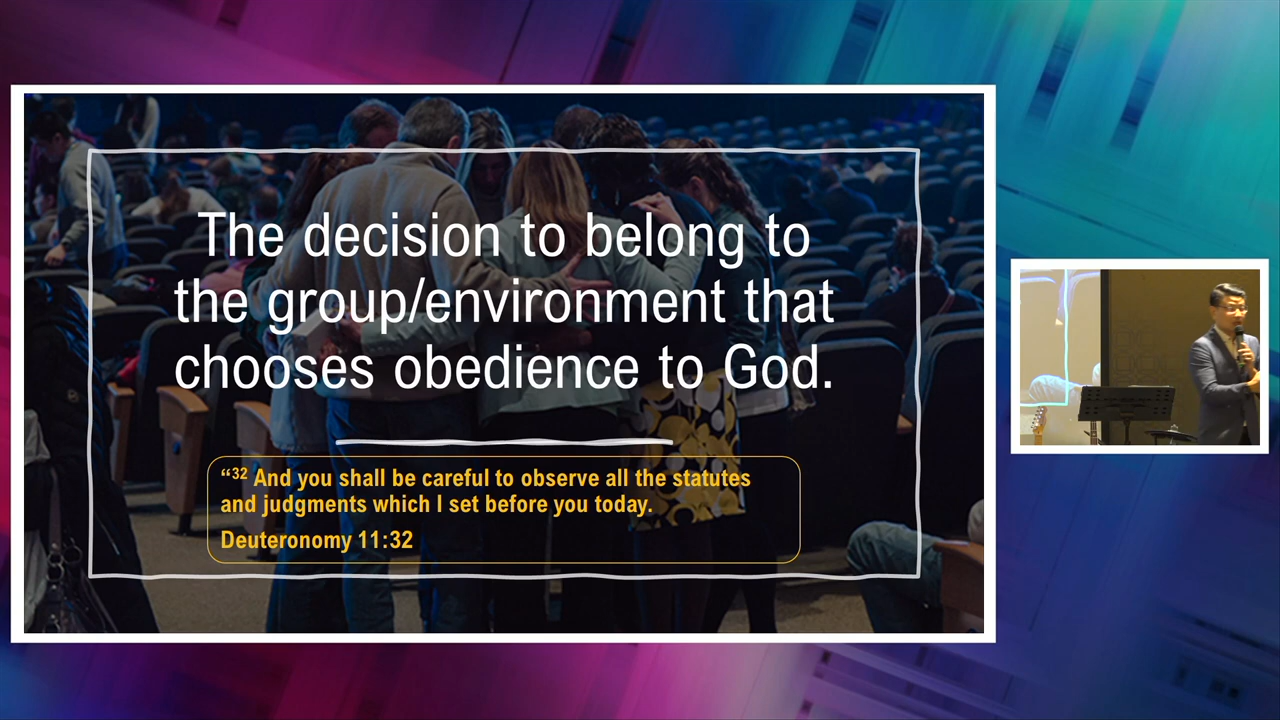 The decision to belong to
the group/environment that
chooses obedience to God.
“32 And you shall be careful to observe all the statutes
and judgments which I set before you today.
Deuteronomy 11:32